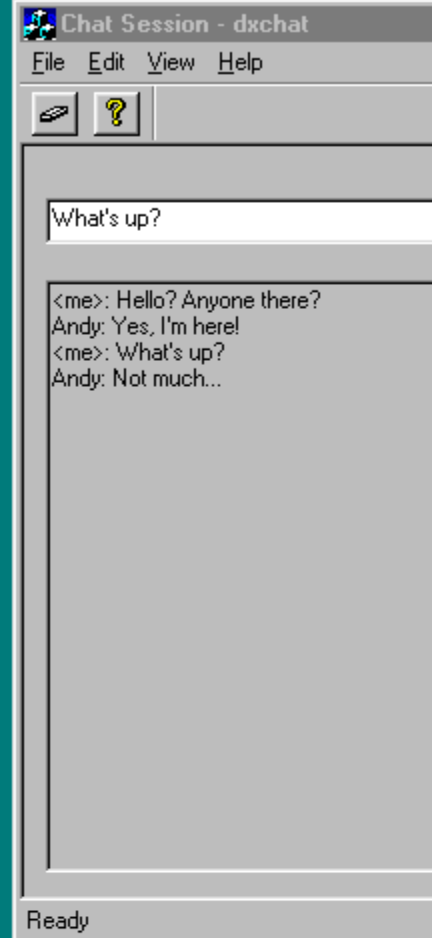 Chat Session - dxchat
File Edit View Help
?
What's up?
<me>: Hello? Anyone there?
Andy: Yes, I'm here!
<me>: What's up?
Andy: Not much...
Ready